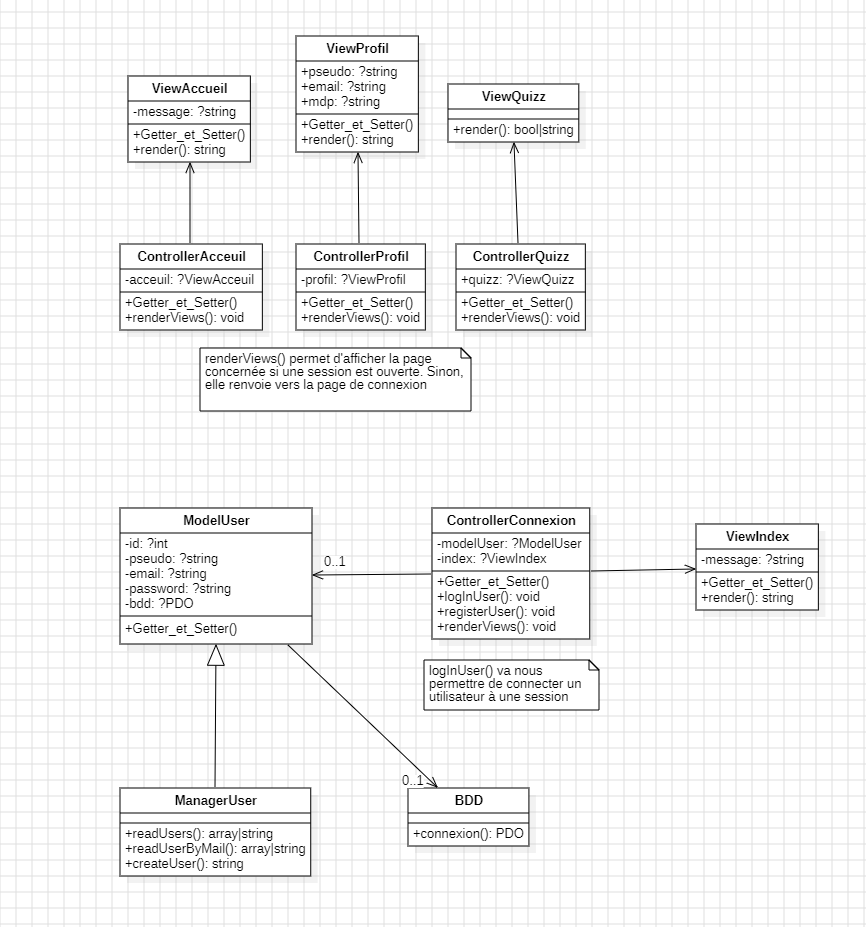 ViewProfil
+pseudo: ?string
+email: ?string
+mdp: ?string
+Getter_et_Setter()
+render(): string
ViewAccueil
-message: ?string
+Getter_et_Setter()
+render(): string
ViewQuizz
+render(): bool|string
ControllerAcceuil
-acceuil: ?ViewAcceuil
+Getter_et_Setter()
+renderViews(): void
ControllerProfil
-profil: ?ViewProfil
+Getter_et_Setter()
+renderViews(): void
ControllerQuizz
+quizz: ?ViewQuizz
+Getter_et_Setter()
+renderViews(): void
renderViews() permet d'afficher la page
concernée si une session est ouverte. Sinon,
elle renvoie vers la page de connexion
ModelUser
-id: ?int
-pseudo: ?string
-email: ?string
-password: ?string
-bdd: ?PDO
+Getter_et_Setter()
0..1
ControllerConnexion
-modelUser: ?ModelUser
-index: ?ViewIndex
+Getter_et_Setter()
+logInUser(): void
+registerUser(): void
+renderViews(): void
ViewIndex
-message: ?string
+Getter_et_Setter()
+render(): string
logInUser() va nous
permettre de connecter un
utilisateur à une session
0..1
ManagerUser
+readUsers(): array|string
+readUserByMail(): array|string
+createUser(): string
BDD
+connexion(): PDO